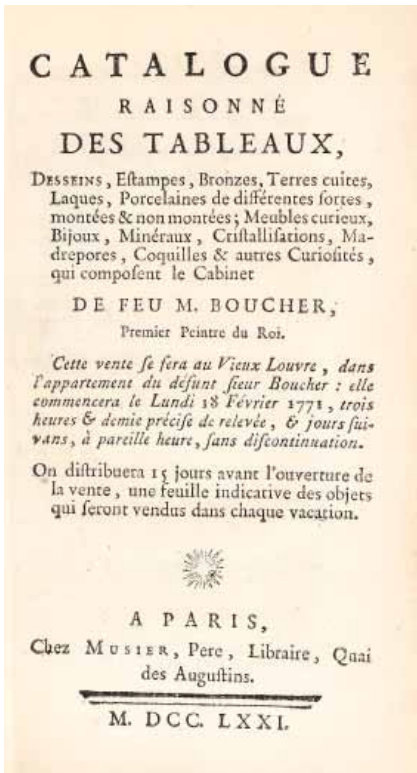 CATALOGUE
RAISONNÉ
DES TABLEAUX,
DESSEINS, Eſtampes, Bronzes, Terres cuites,
Laques, Porcelaines de différentes ſortes,
montées & non montées; Meubles curieux,
Bijoux, Minéraux, Criſtalliſations, Ma-
drepores, Coquilles & autres Curioſités,
qui compoſent le Cabinet
DE FEU M. BOUCHER,
Premier Peintre du Roi.
Cette vente ſe fera au Vieux Louvre, dans
l'appartement du défunt ſieur Boucher : elle
commencera le Lundi 18 Février 1771, trois
heures & demie préciſe de relevée, & jours ſui-
vans, à pareille heure, ſans diſcontinuation.
On diſtribuera 15 jours avant l'ouverture de
la vente, une feuille indicative des objets
qui ſeront vendus dans chaque vacation.
A PARIS,
Chez MUSIER, Pere, Libraire, Quai
des Auguſtins.
M. DCC. LXXI.